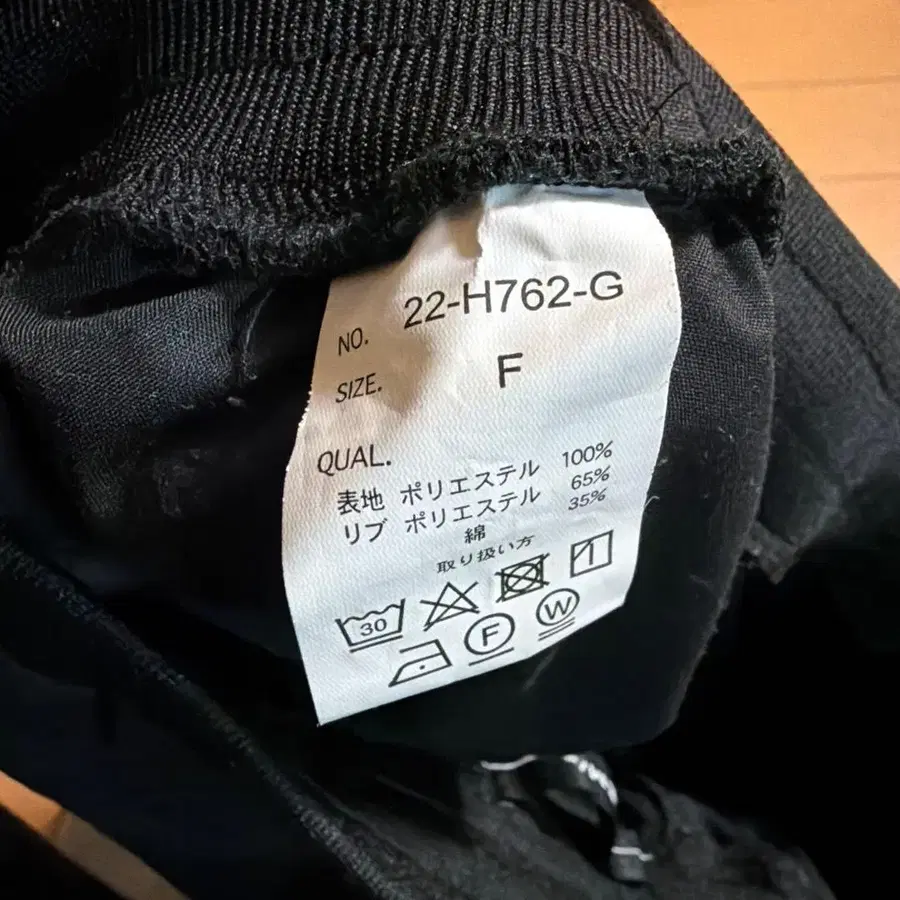 NO. 22-H762-G
SIZE. F
QUAL.
表地 ポリエステル 100%
リブ ポリエステル 65%
綿 35%
取り扱い方
30
F W